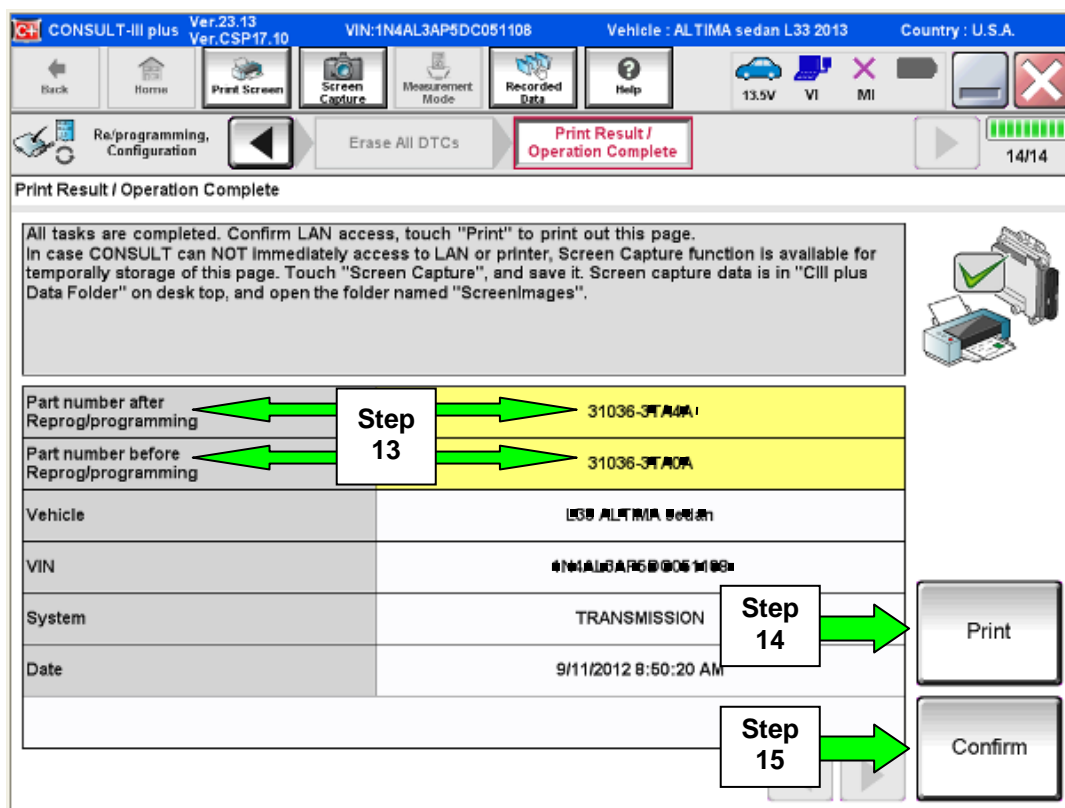 CONSULT-III plus Ver.23.13 VIN:1N4AL3AP5DC051108 Vehicle : ALTIMA sedan L33 2013 Country : U.S.A.
Ver.CSP17.10
Back
Home
Print Screen
Screen
Capture
Measurement
Mode
Recorded
Data
Help
13.5V VI MI
Re/programming,
Configuration
Erase All DTCs
Print Result /
Operation Complete
14/14
Print Result / Operation Complete
All tasks are completed. Confirm LAN access, touch "Print" to print out this page.
In case CONSULT can NOT immediately access to LAN or printer, Screen Capture function is available for
temporally storage of this page. Touch "Screen Capture", and save it. Screen capture data is in "CIII plus
Data Folder" on desk top, and open the folder named "ScreenImages".
Part number after
Reprog/programming
Step
13
31036-
Part number before
Reprog/programming
31036-
Vehicle
L33 ALTIMA sedan
VIN
System TRANSMISSION
Step
14
Print
Date 9/11/2012 8:50:20 AM
Step
15
Confirm